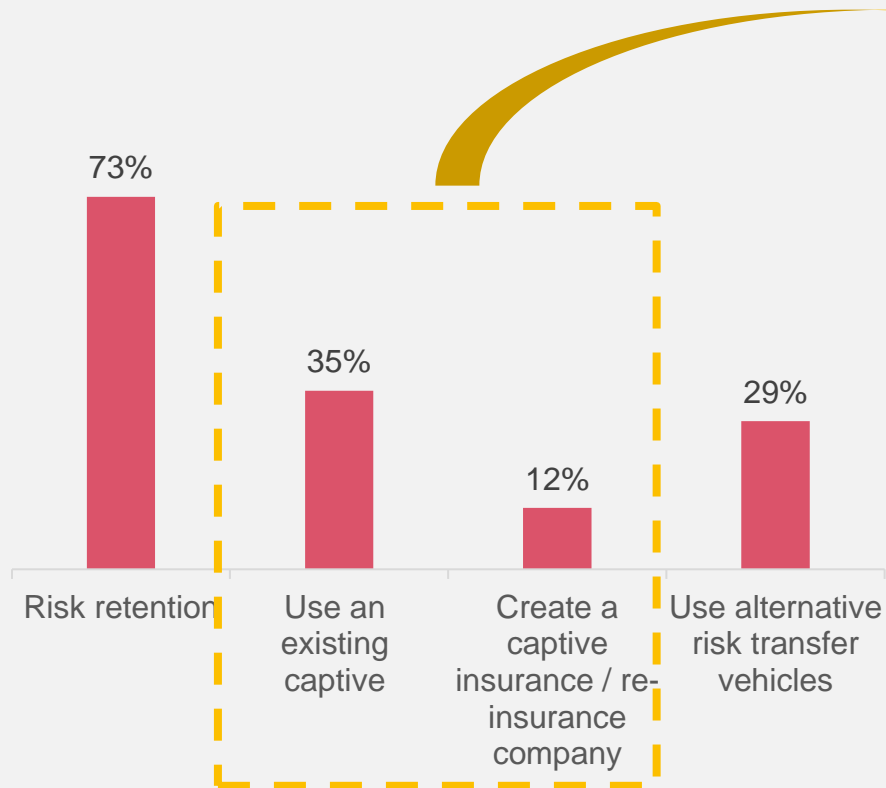 73%
35%
12%
29%
Risk retention
Use an
existing
captive
Create a
captive
insurance / re-
insurance
company
Use alternative
risk transfer
vehicles